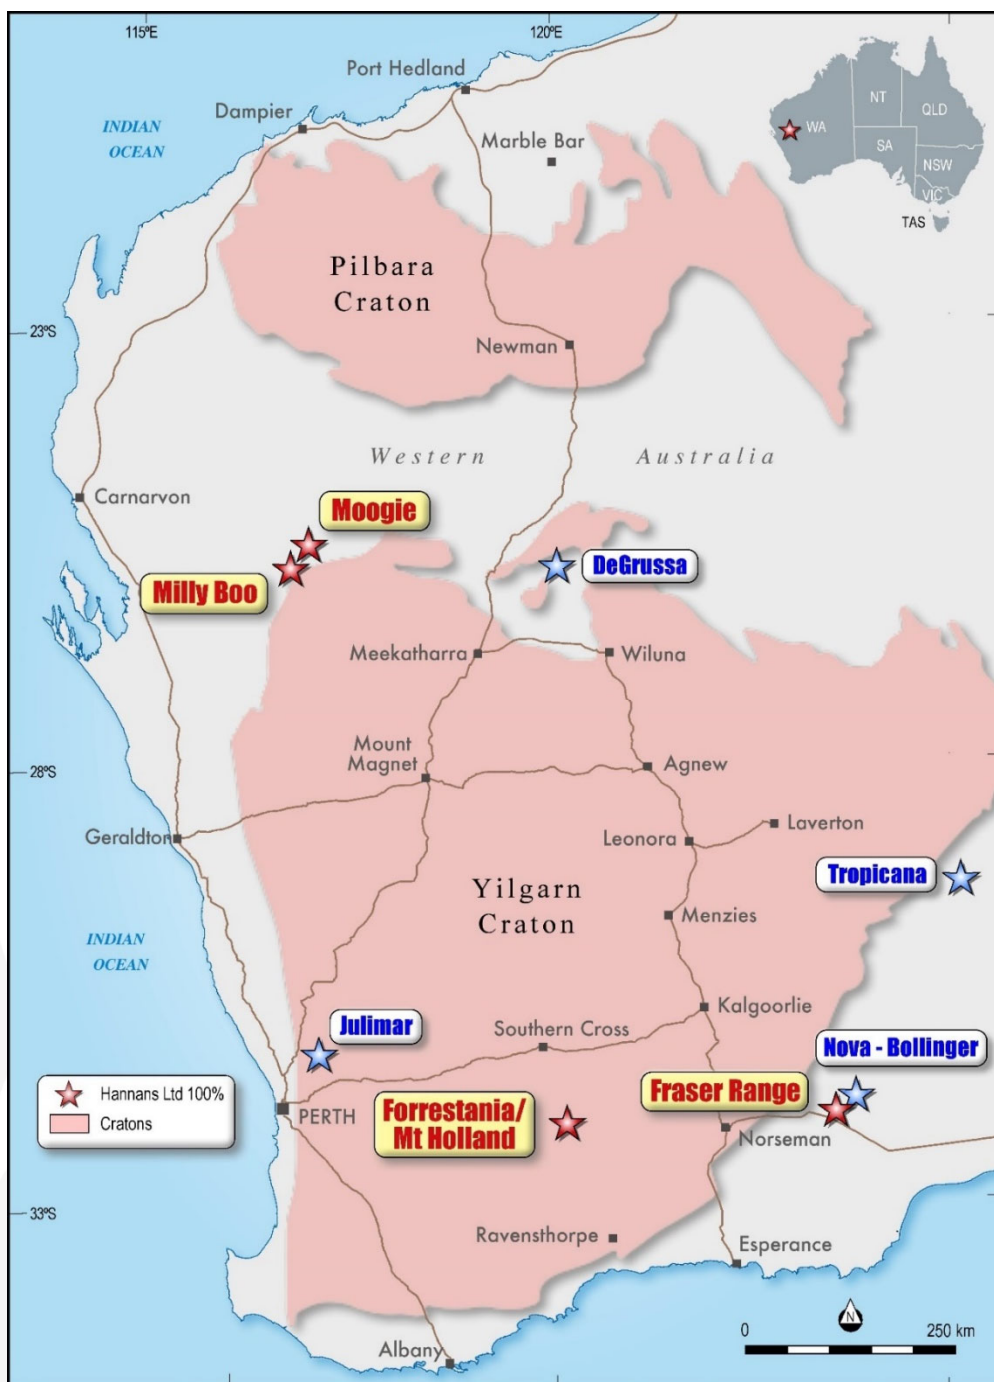 115ºE
120ºE
Port Hedland
Dampier
INDIAN
OCEAN
Marble Bar
NT
QLD
WA
SA
NSW
VIC
TAS
Pilbara
Craton
23ºS
Newman
Western Australia
Carnarvon
Moogie
DeGrussa
Milly Boo
Meekatharra
Wiluna
Mount
Magnet
Agnew
28ºS
Geraldton
Leonora
Laverton
Yilgarn
Craton
Tropicana
Menzies
INDIAN
OCEAN
Kalgoorlie
Julimar
Southern Cross
Nova - Bollinger
Hannans Ltd 100%
Cratons
PERTH
Forrestania/
Mt Holland
Fraser Range
Norseman
33ºS
Ravensthorpe
Esperance
N
0 250 km
Albany